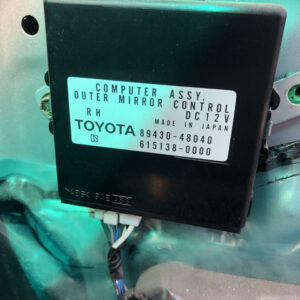 COMPUTER ASSY,
OUTER MIRROR CONTROL
RH DC12V
MADE IN JAPAN
TOYOTA 89430-48040
615138-0000